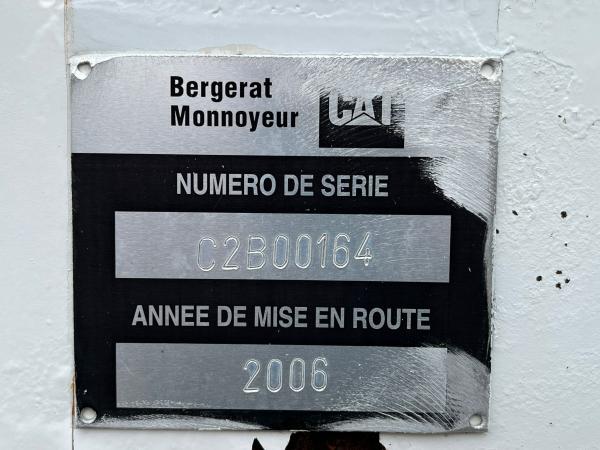 Bergerat
Monnoyeur
CAT
NUMERO DE SERIE
C2B00164
ANNEE DE MISE EN ROUTE
2006